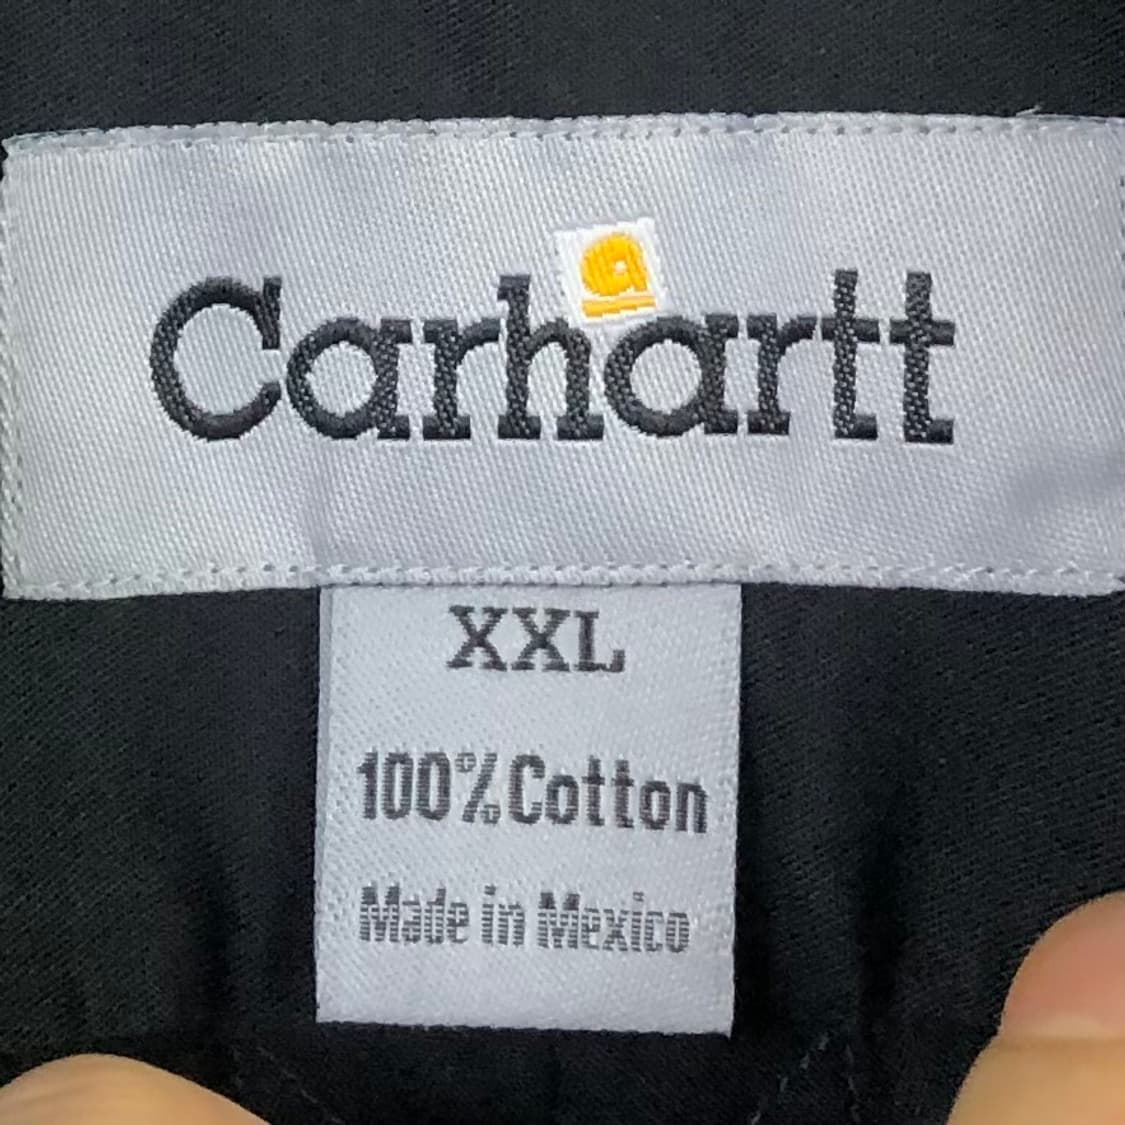 Carhartt
XXL
100% Cotton
Made in Mexico